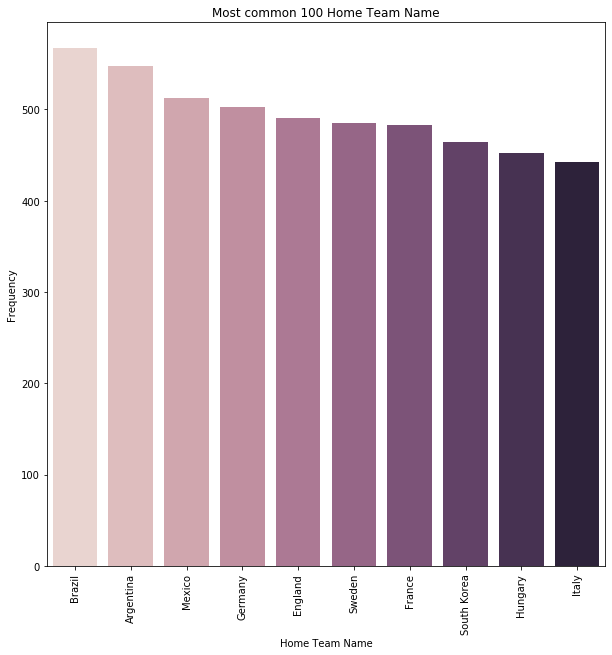 Most common 100 Home Team Name
Frequency
500
400
300
200
100
0
Brazil
Argentina
Mexico
Germany
England
Sweden
France
South Korea
Hungary
Italy
Home Team Name